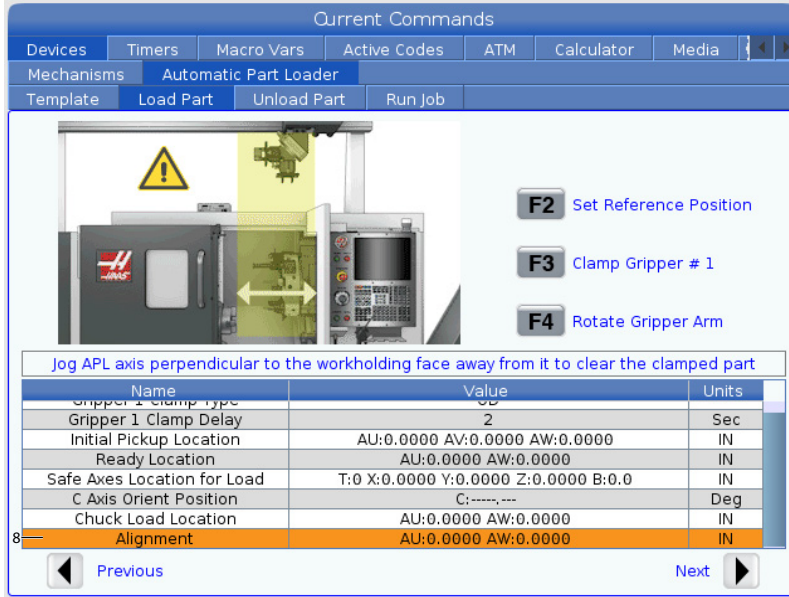 Current Commands
Devices Timers Macro Vars Active Codes ATM Calculator Media
Mechanisms Automatic Part Loader
Template Load Part Unload Part Run Job
HAAS
F2 Set Reference Position
F3 Clamp Gripper # 1
F4 Rotate Gripper Arm
Jog APL axis perpendicular to the workholding face away from it to clear the clamped part
Name Value Units
Gripper 1 Clamp Type OD
Gripper 1 Clamp Delay 2 Sec
Initial Pickup Location AU:0.0000 AV:0.0000 AW:0.0000 IN
Ready Location AU:0.0000 AW:0.0000 IN
Safe Axes Location for Load T:0 X:0.0000 Y:0.0000 Z:0.0000 B:0.0 IN
C Axis Orient Position C:-----.--- Deg
Chuck Load Location AU:0.0000 AW:0.0000 IN
8 Alignment AU:0.0000 AW:0.0000 IN
Previous Next